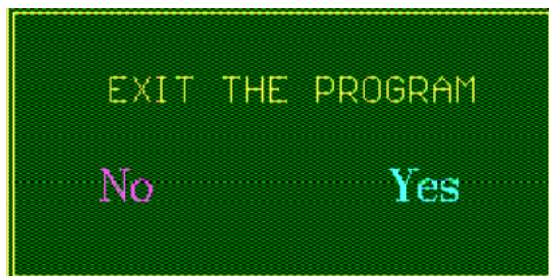 EXIT THE PROGRAM
No Yes